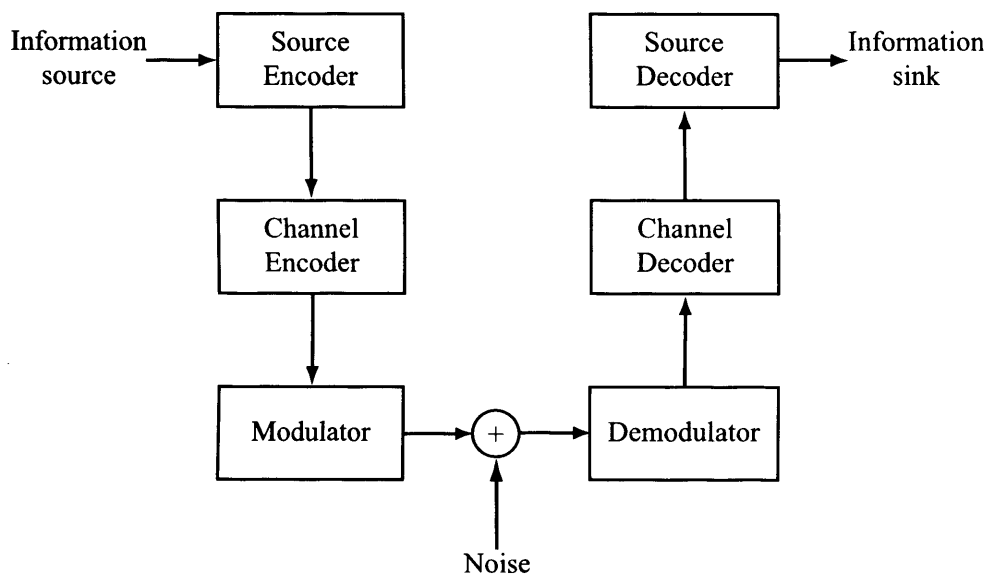 Information
source
Source
Encoder
Source
Decoder
Information
sink
Channel
Encoder
Channel
Decoder
Modulator
+
Demodulator
Noise